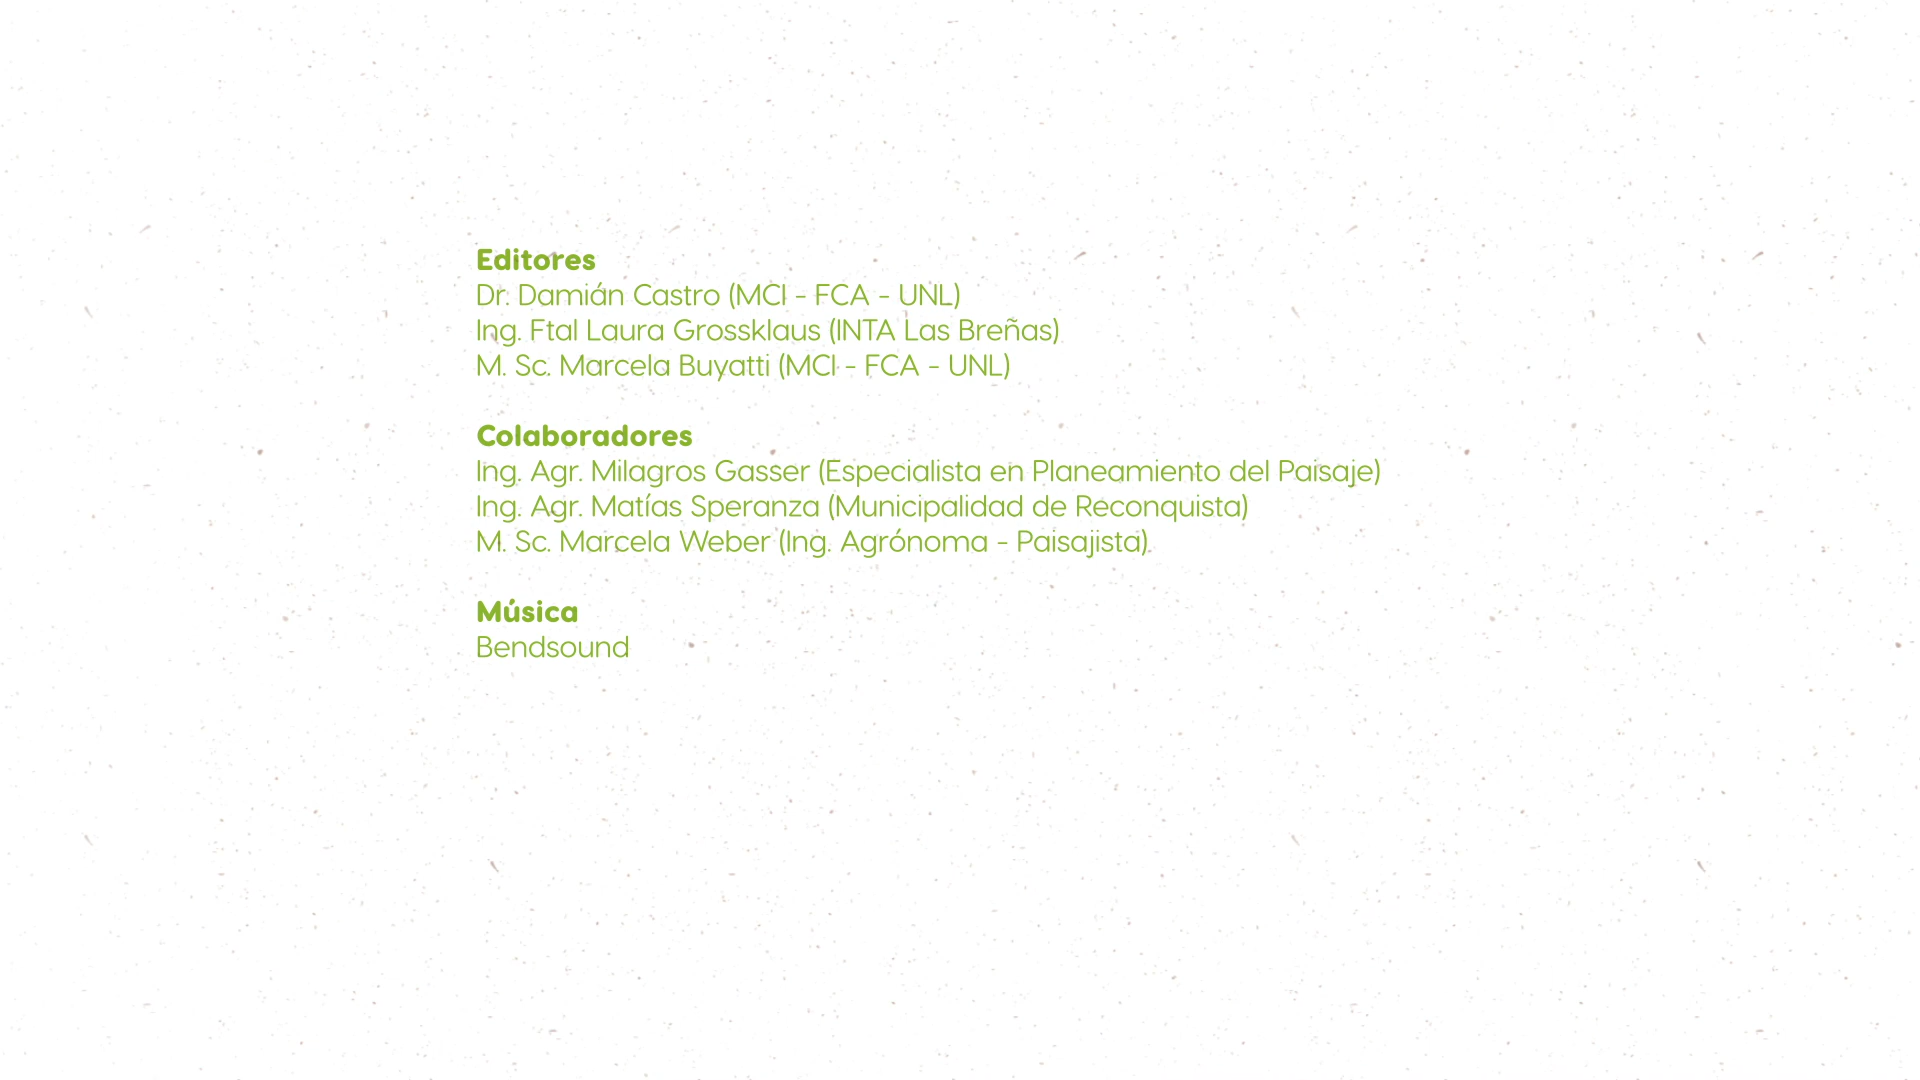 Editores
Dr. Damián Castro (MCI - FCA - UNL)
Ing. Ftal Laura Grossklaus (INTA Las Breñas)
M. Sc. Marcela Buyatti (MCI - FCA - UNL)
Colaboradores
Ing. Agr. Milagros Gasser (Especialista en Planeamiento del Paisaje)
Ing. Agr. Matías Speranza (Municipalidad de Reconquista)
M. Sc. Marcela Weber (Ing. Agrónoma - Paisajista)
Música
Bendsound